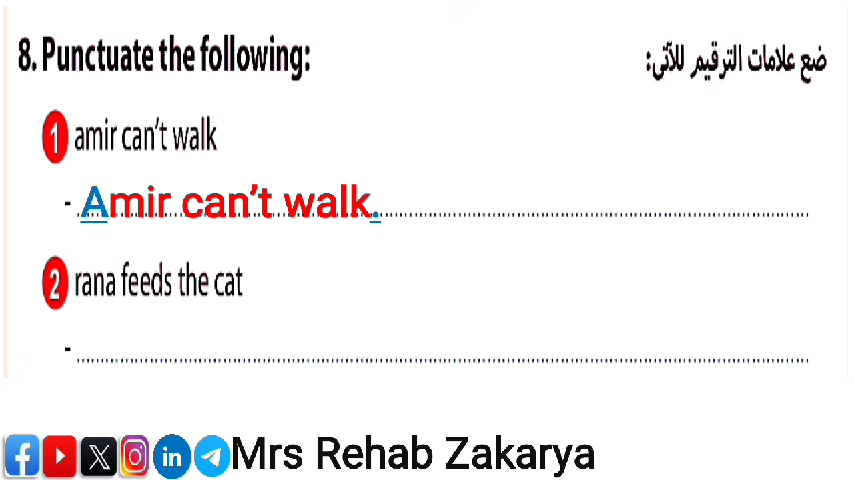 8. Punctuate the following: ضع علامات الترقيم للآتى:
1 amir can't walk
- Amir can't walk.
2 rana feeds the cat
-
Mrs Rehab Zakarya